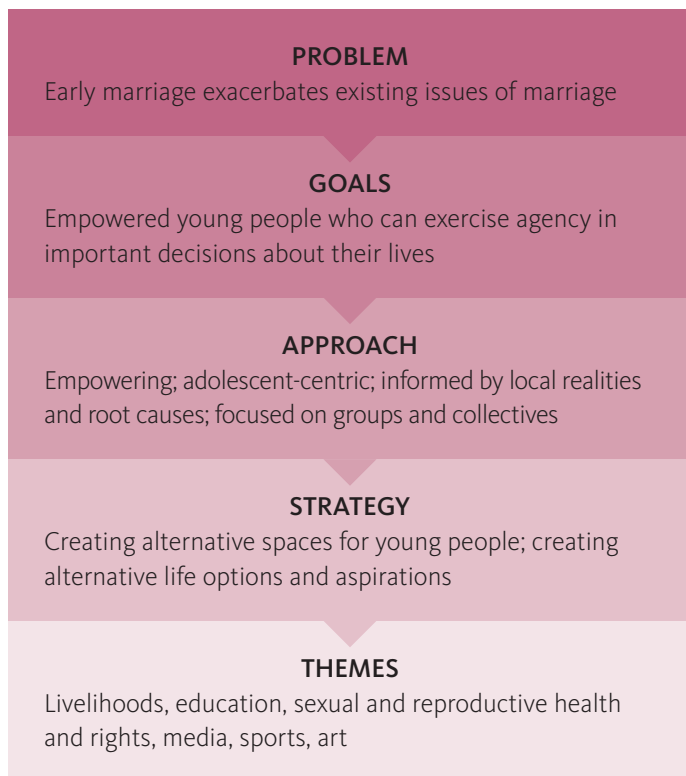 PROBLEM
Early marriage exacerbates existing issues of marriage
GOALS
Empowered young people who can exercise agency in
important decisions about their lives
APPROACH
Empowering; adolescent-centric; informed by local realities
and root causes; focused on groups and collectives
STRATEGY
Creating alternative spaces for young people; creating
alternative life options and aspirations
THEMES
Livelihoods, education, sexual and reproductive health
and rights, media, sports, art